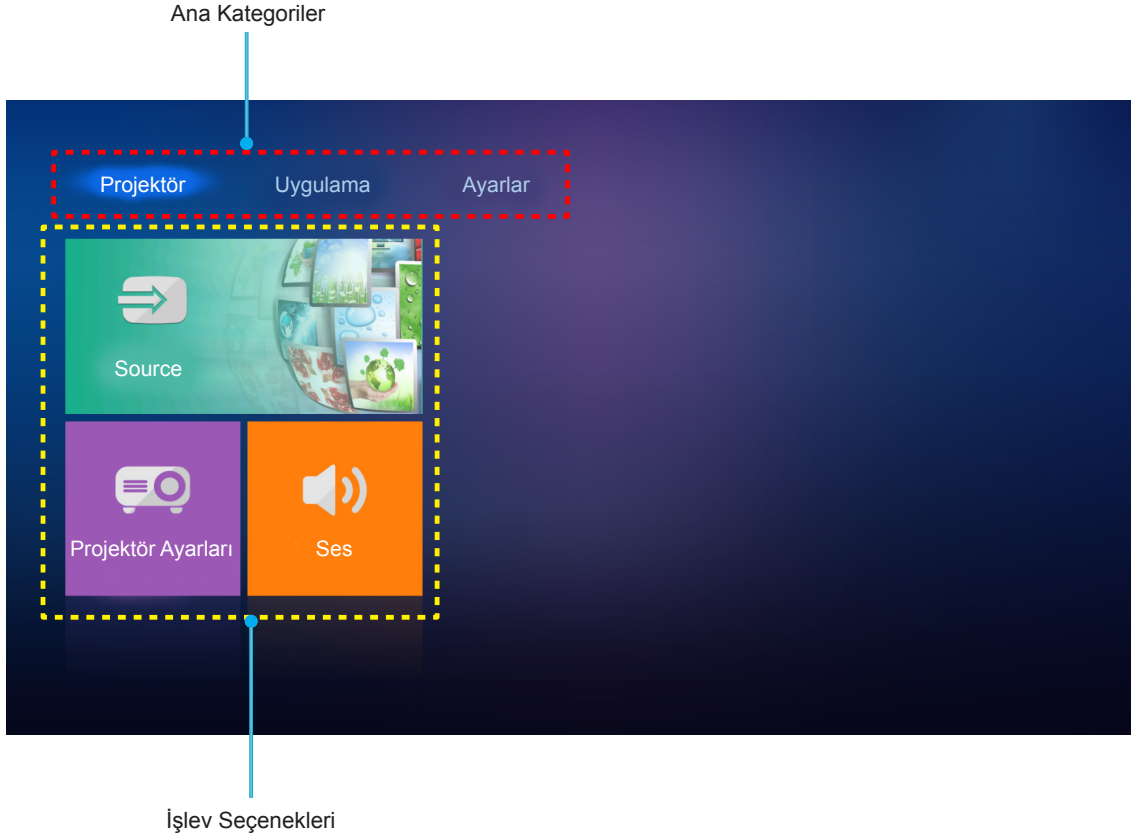 Ana Kategoriler
Projektör Uygulama Ayarlar
Source
Projektör Ayarları Ses
İşlev Seçenekleri